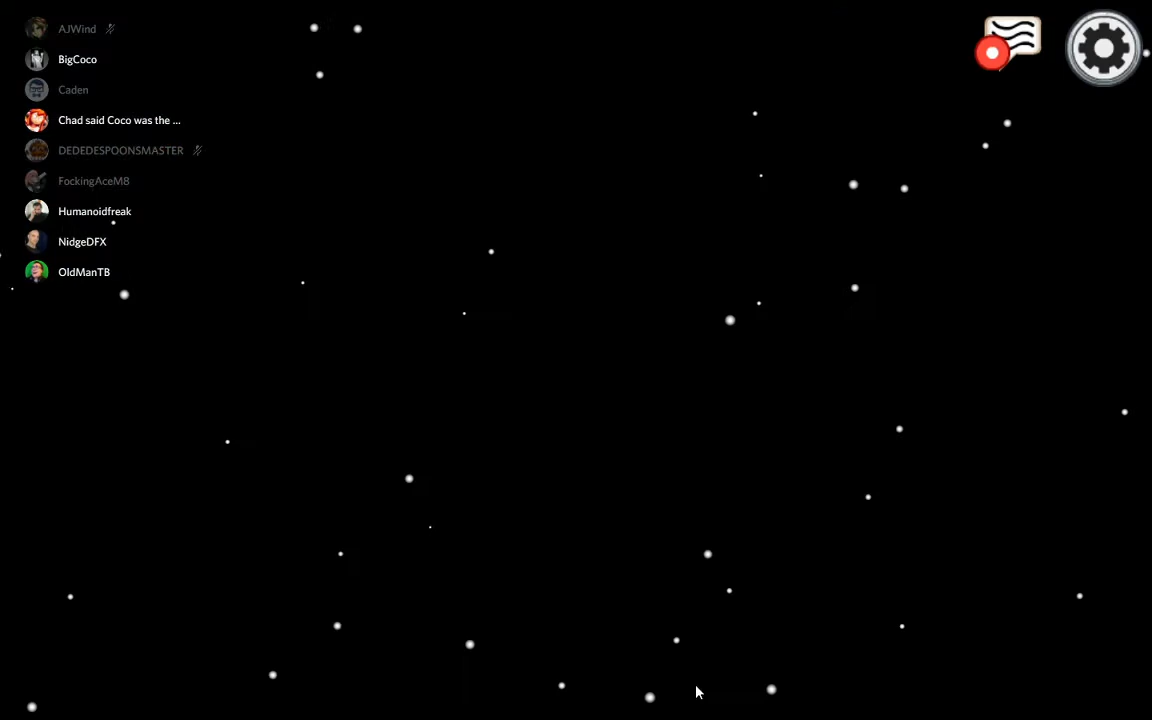 AJWind
BigCoco
Caden
Chad said Coco was the ...
DEDEDESPOONSMASTER
FockingAceM8
Humanoidfreak
NidgeDFX
OldManTB